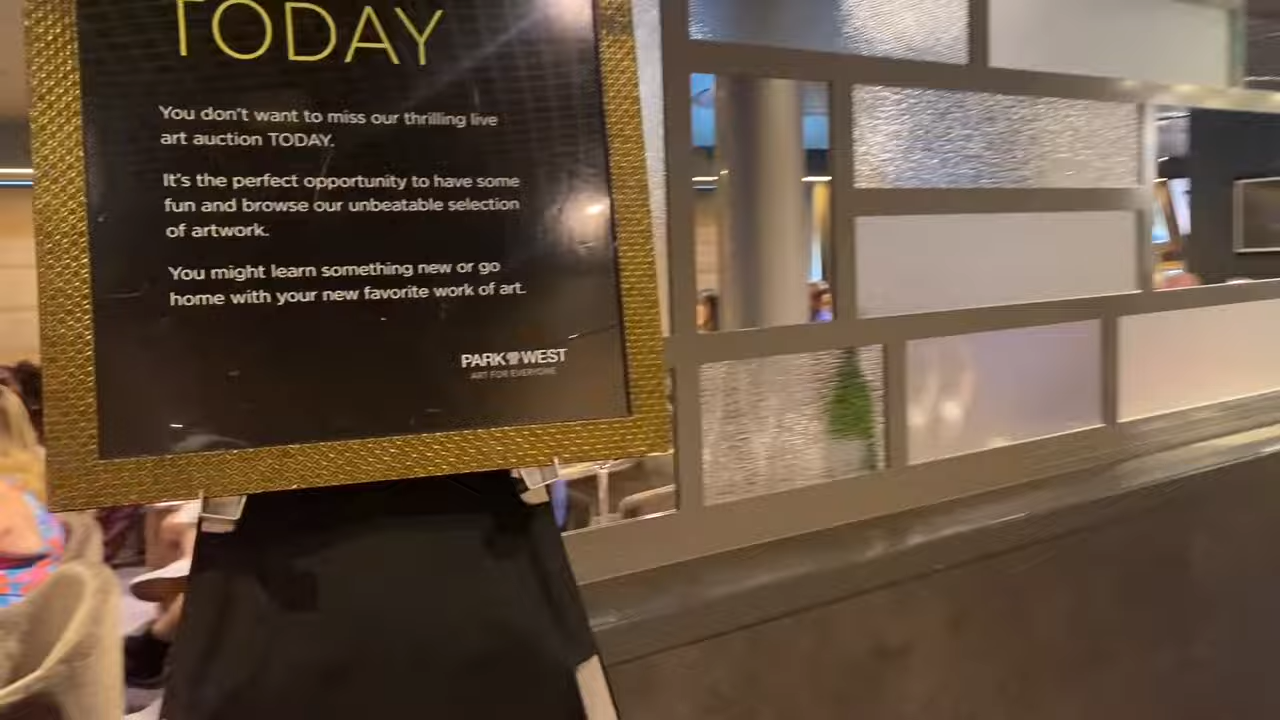 TODAY
You don't want to miss our thrilling live
art auction TODAY.
It's the perfect opportunity to have some
fun and browse our unbeatable selection
of artwork.
You might learn something new or go
home with your new favorite work of art.
PARK WEST
ART FOR EVERYONE